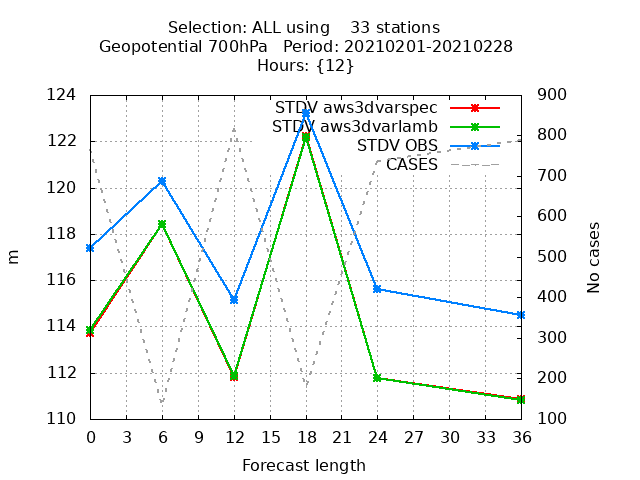 Selection: ALL using    33 stations
Geopotential 700hPa   Period: 20210201-20210228
Hours: {12}
STDV aws3dvarspec
STDV aws3dvarlamb
STDV OBS
CASES
124
122
120
118
116
114
112
110
m
900
800
700
600
500
400
300
200
100
No cases
0 3 6 9 12 15 18 21 24 27 30 33 36
Forecast length